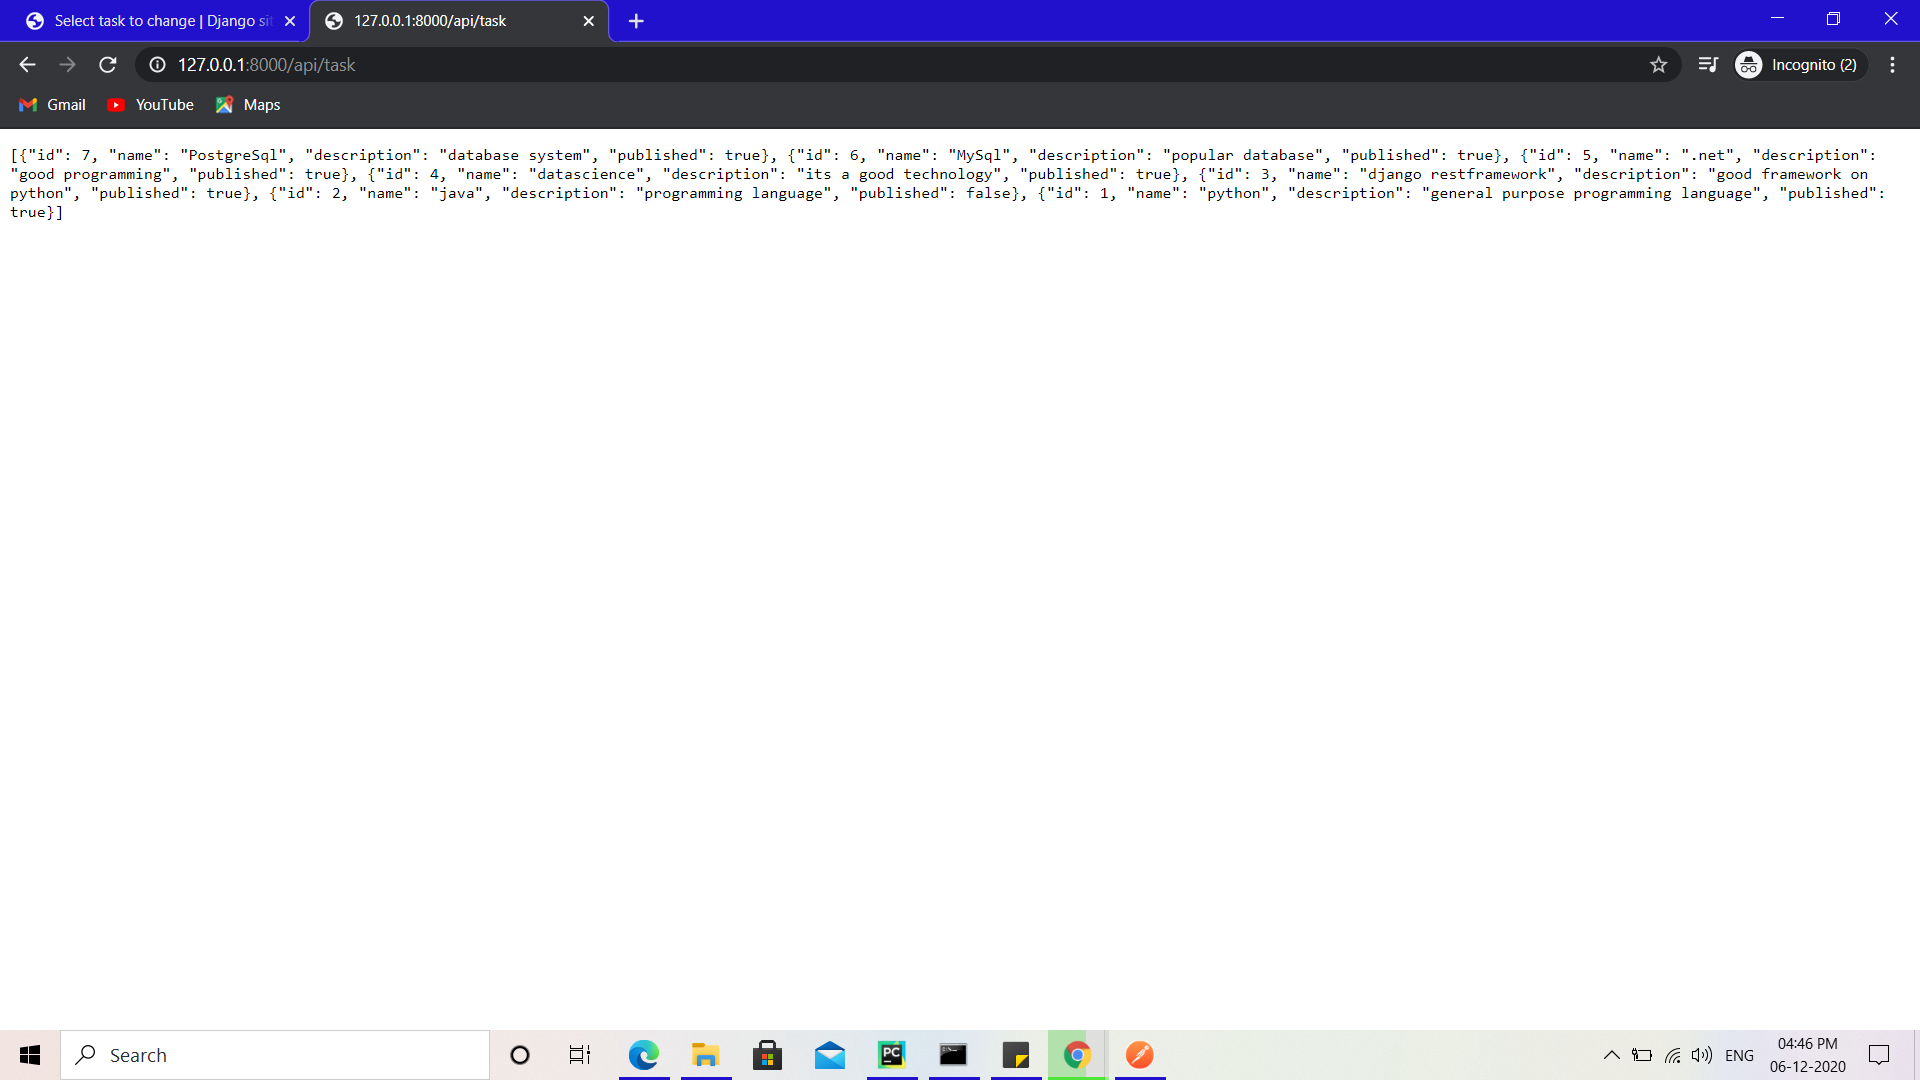 Select task to change | Django sit
127.0.0.1:8000/api/task
127.0.0.1:8000/api/task
Incognito (2)
Gmail
YouTube
Maps
[{"id": 7, "name": "PostgreSql", "description": "database system", "published": true}, {"id": 6, "name": "MySql", "description": "popular database", "published": true}, {"id": 5, "name": ".net", "description":
"good programming", "published": true}, {"id": 4, "name": "datascience", "description": "its a good technology", "published": true}, {"id": 3, "name": "django restframework", "description": "good framework on
python", "published": true}, {"id": 2, "name": "java", "description": "programming language", "published": false}, {"id": 1, "name": "python", "description": "general purpose programming language", "published":
true}]
Search
PC
ENG
04:46 PM
06-12-2020